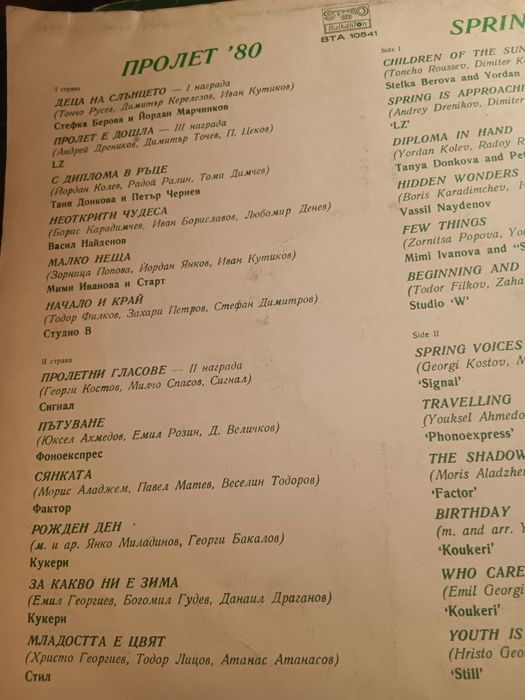 ПРОЛЕТ '80
STEREO
Balkanton
BTA 10541
I страна
ДЕЦА НА СЛЪНЦЕТО — I награда
(Тончо Русев, Димитър Керелезов, Иван Кутиков)
Стефка Берова и Йордан Марчинков
ПРОЛЕТ Е ДОШЛА — III награда
(Андрей Дреников, Димитър Точев, П. Цеков)
LZ
С ДИПЛОМА В РЪЦЕ
(Йордан Колев, Радой Ралин, Томи Димчев)
Таня Донкова и Петър Чернев
НЕОТКРИТИ ЧУДЕСА
(Борис Карадимчев, Иван Бориславов, Любомир Денев)
Васил Найденов
МАЛКО НЕЩА
(Зорница Попова, Йордан Янков, Иван Кутиков)
Мими Иванова и Старт
НАЧАЛО И КРАЙ
(Тодор Филков, Захари Петров, Стефан Димитров)
Студио В
II страна
ПРОЛЕТНИ ГЛАСОВЕ — II награда
(Георги Костов, Милчо Спасов, Сигнал)
Сигнал
ПЪТУВАНЕ
(Юксел Ахмедов, Емил Розин, Д. Величков)
Фоноекспрес
СЯНКАТА
(Морис Аладжем, Павел Матев, Веселин Тодоров)
Фактор
РОЖДЕН ДЕН
(м. и ар. Янко Миладинов, Георги Бакалов)
Кукери
ЗА КАКВО НИ Е ЗИМА
(Емил Георгиев, Богомил Гудев, Данаил Драганов)
Кукери
МЛАДОСТТА Е ЦВЯТ
(Христо Георгиев, Тодор Лицов, Атанас Атанасов)
Стил
SPRIN
Side I
CHILDREN OF THE SUN
(Toncho Roussev, Dimiter K
Stefka Berova and Yordan
SPRING IS APPROACHI
(Andrey Drenikov, Dimiter
'LZ'
DIPLOMA IN HAND
(Yordan Kolev, Radoy R
Tanya Donkova and Pet
HIDDEN WONDERS
(Boris Karadimchev, I
Vassil Naydenov
FEW THINGS
(Zornitsa Popova, Yo
Mimi Ivanova and "S
BEGINNING AND
(Todor Filkov, Zaha
Studio 'W'
Side II
SPRING VOICES
(Georgi Kostov, M
'Signal'
TRAVELLING
(Youksel Ahmedo
'Phonoexpress'
THE SHADOW
(Moris Aladzhe
'Factor'
BIRTHDAY
(m. and arr. Y
'Koukeri'
WHO CARE
(Emil Georgi
'Koukeri'
YOUTH IS
(Hristo Geo
'Still'